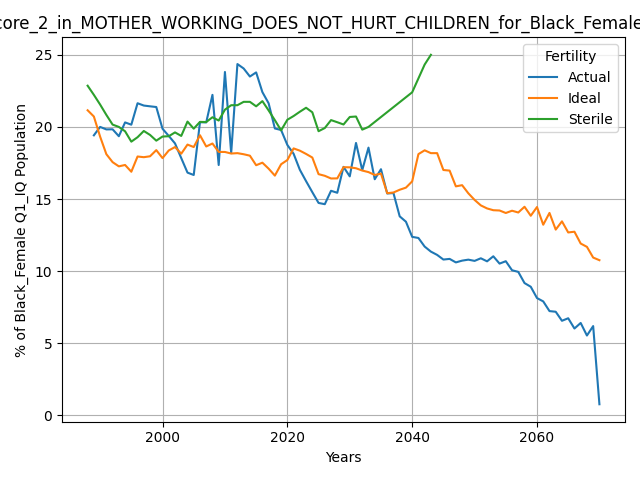 core_2_in_MOTHER_WORKING_DOES_NOT_HURT_CHILDREN_for_Black_Female
Fertility
Actual
Ideal
Sterile
% of Black_Female Q1_IQ Population
25
20
15
10
5
0
2000
2020
2040
2060
Years